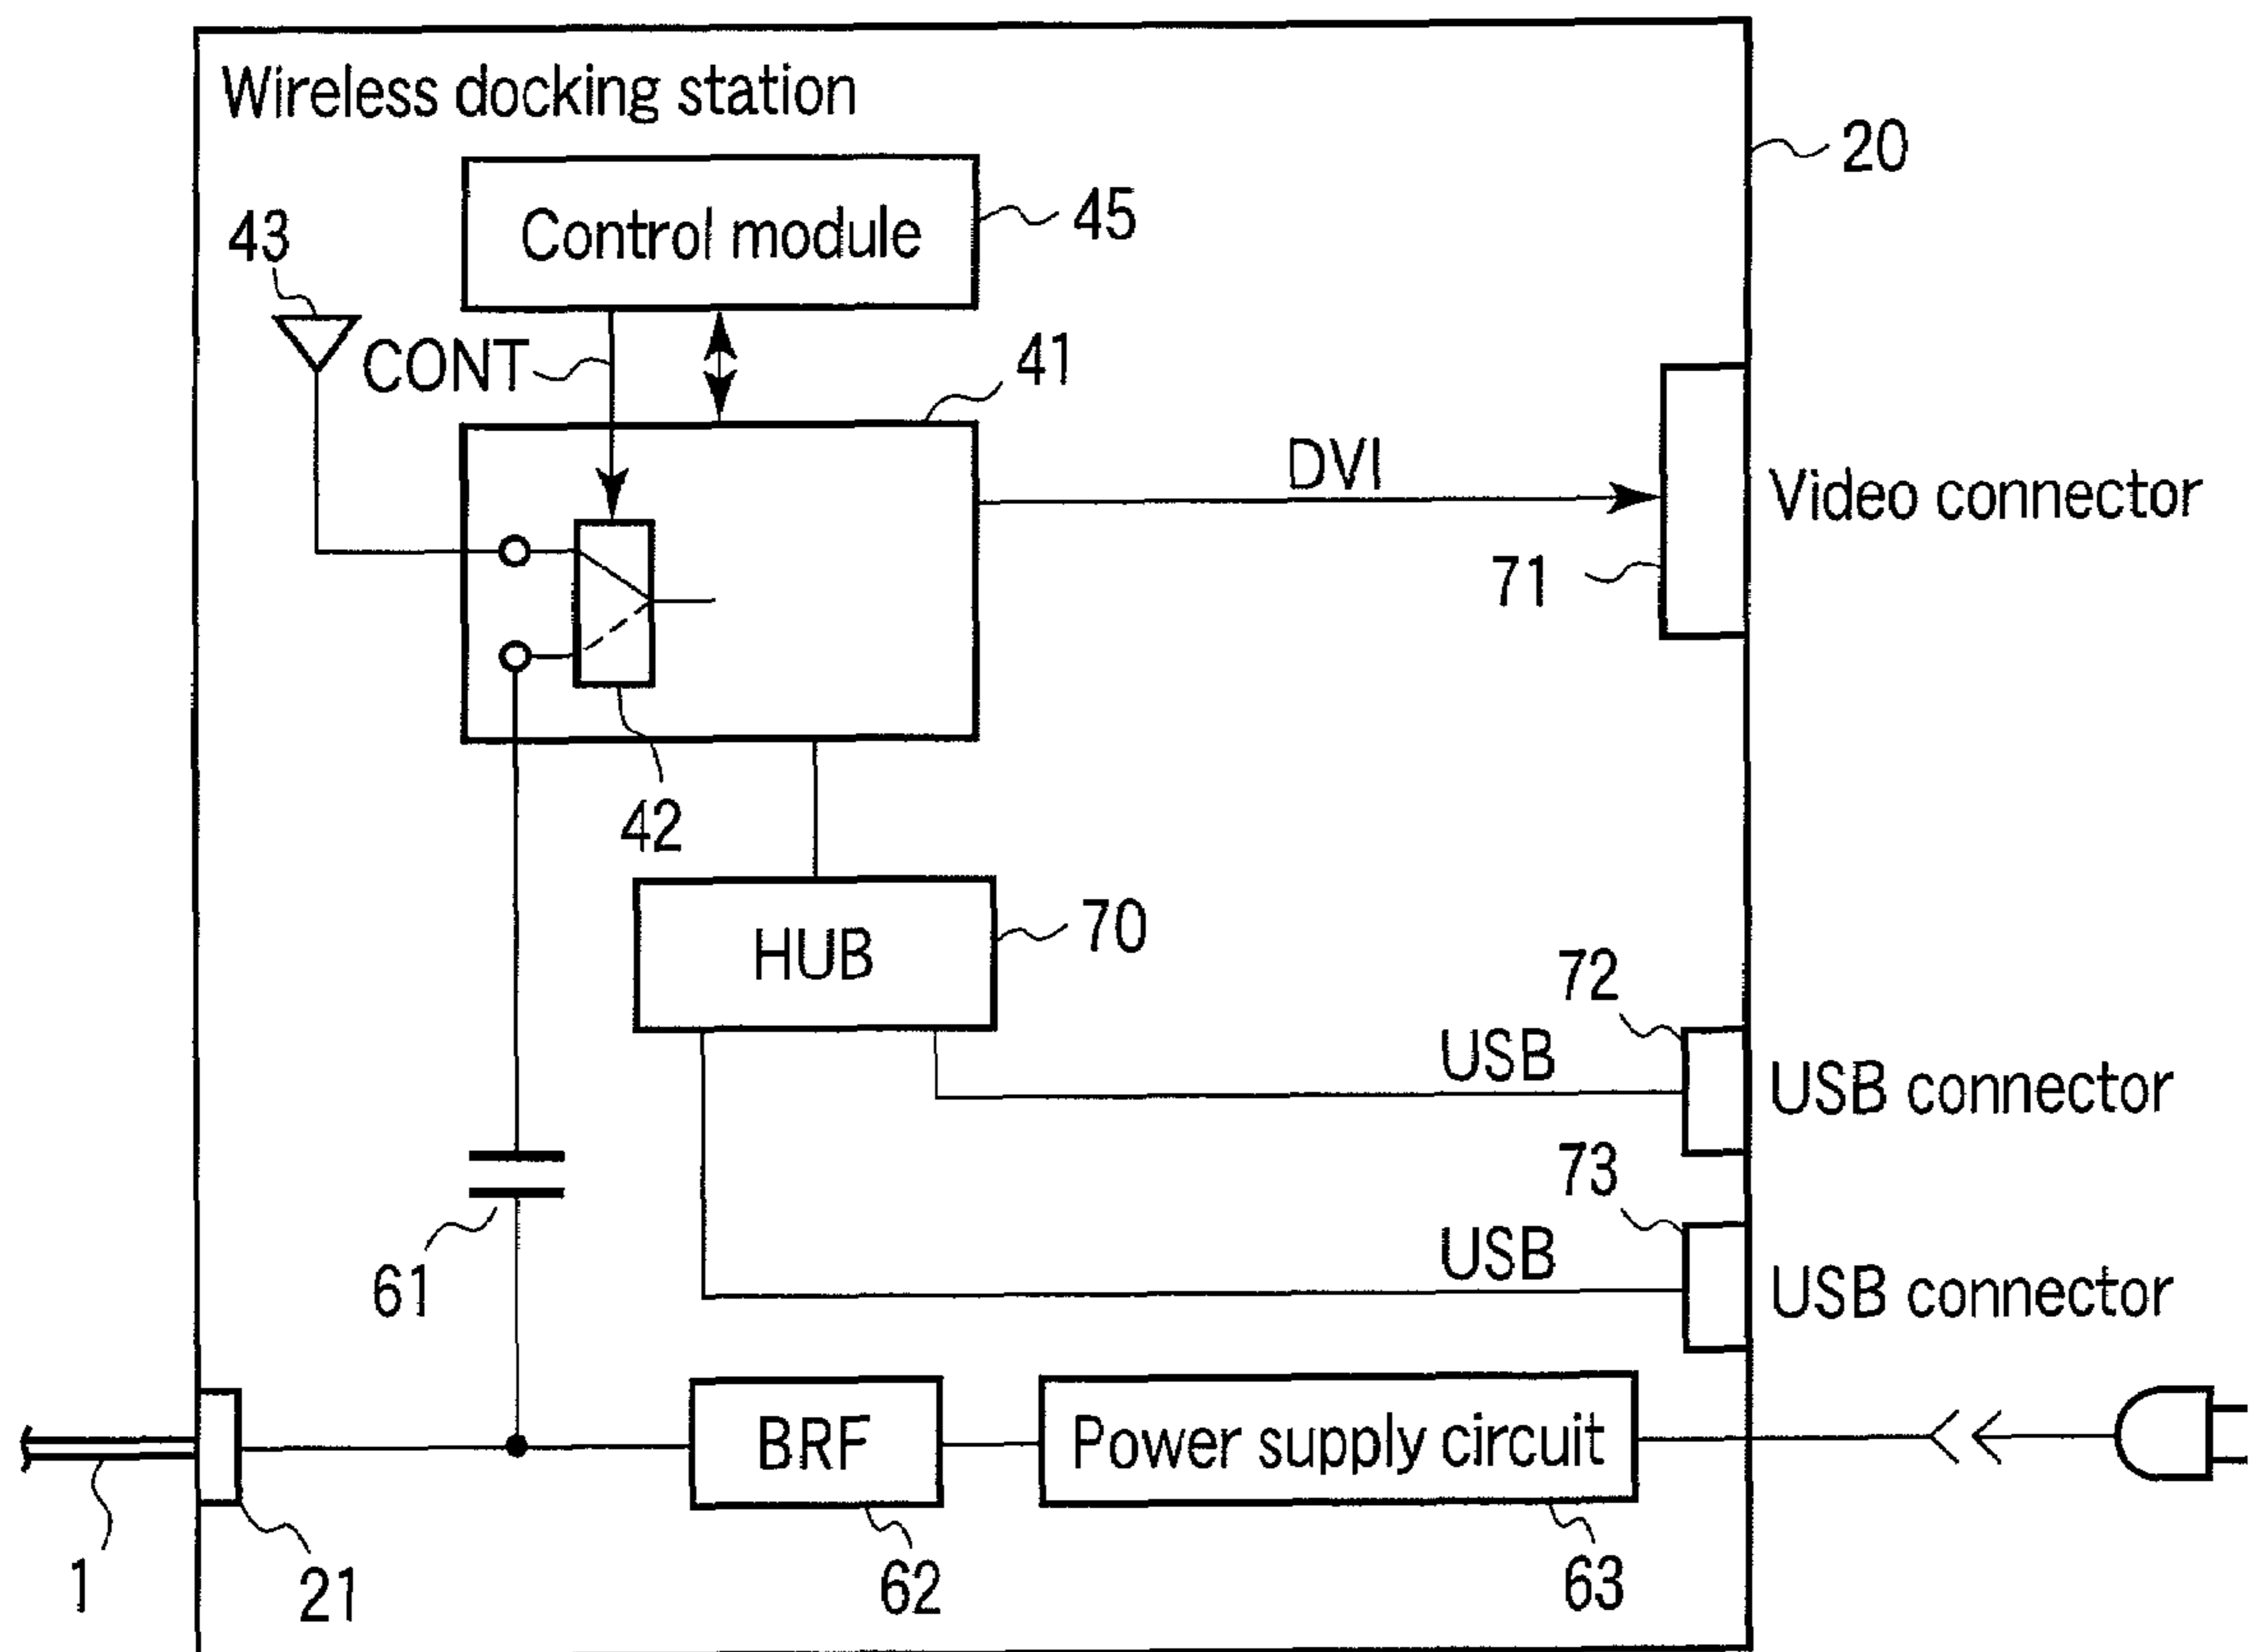 Wireless docking station
20
Control module
45
43
CONT
41
DVI
Video connector
71
42
HUB
70
72
USB
USB connector
73
61
USB
USB connector
BRF
Power supply circuit
1
21
62
63